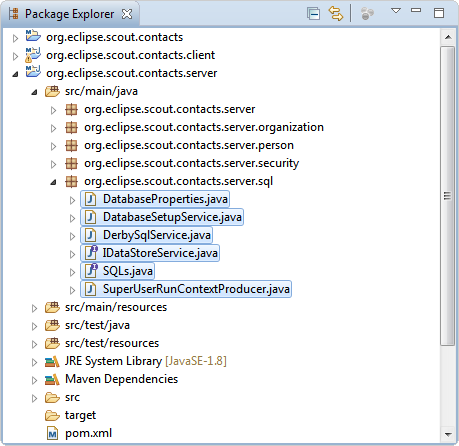 Package Explorer
org.eclipse.scout.contacts
org.eclipse.scout.contacts.client
org.eclipse.scout.contacts.server
src/main/java
org.eclipse.scout.contacts.server
org.eclipse.scout.contacts.server.organization
org.eclipse.scout.contacts.server.person
org.eclipse.scout.contacts.server.security
org.eclipse.scout.contacts.server.sql
DatabaseProperties.java
DatabaseSetupService.java
DerbySqlService.java
IDataStoreService.java
SQLs.java
SuperUserRunContextProducer.java
src/main/resources
src/test/java
src/test/resources
JRE System Library [JavaSE-1.8]
Maven Dependencies
src
target
pom.xml